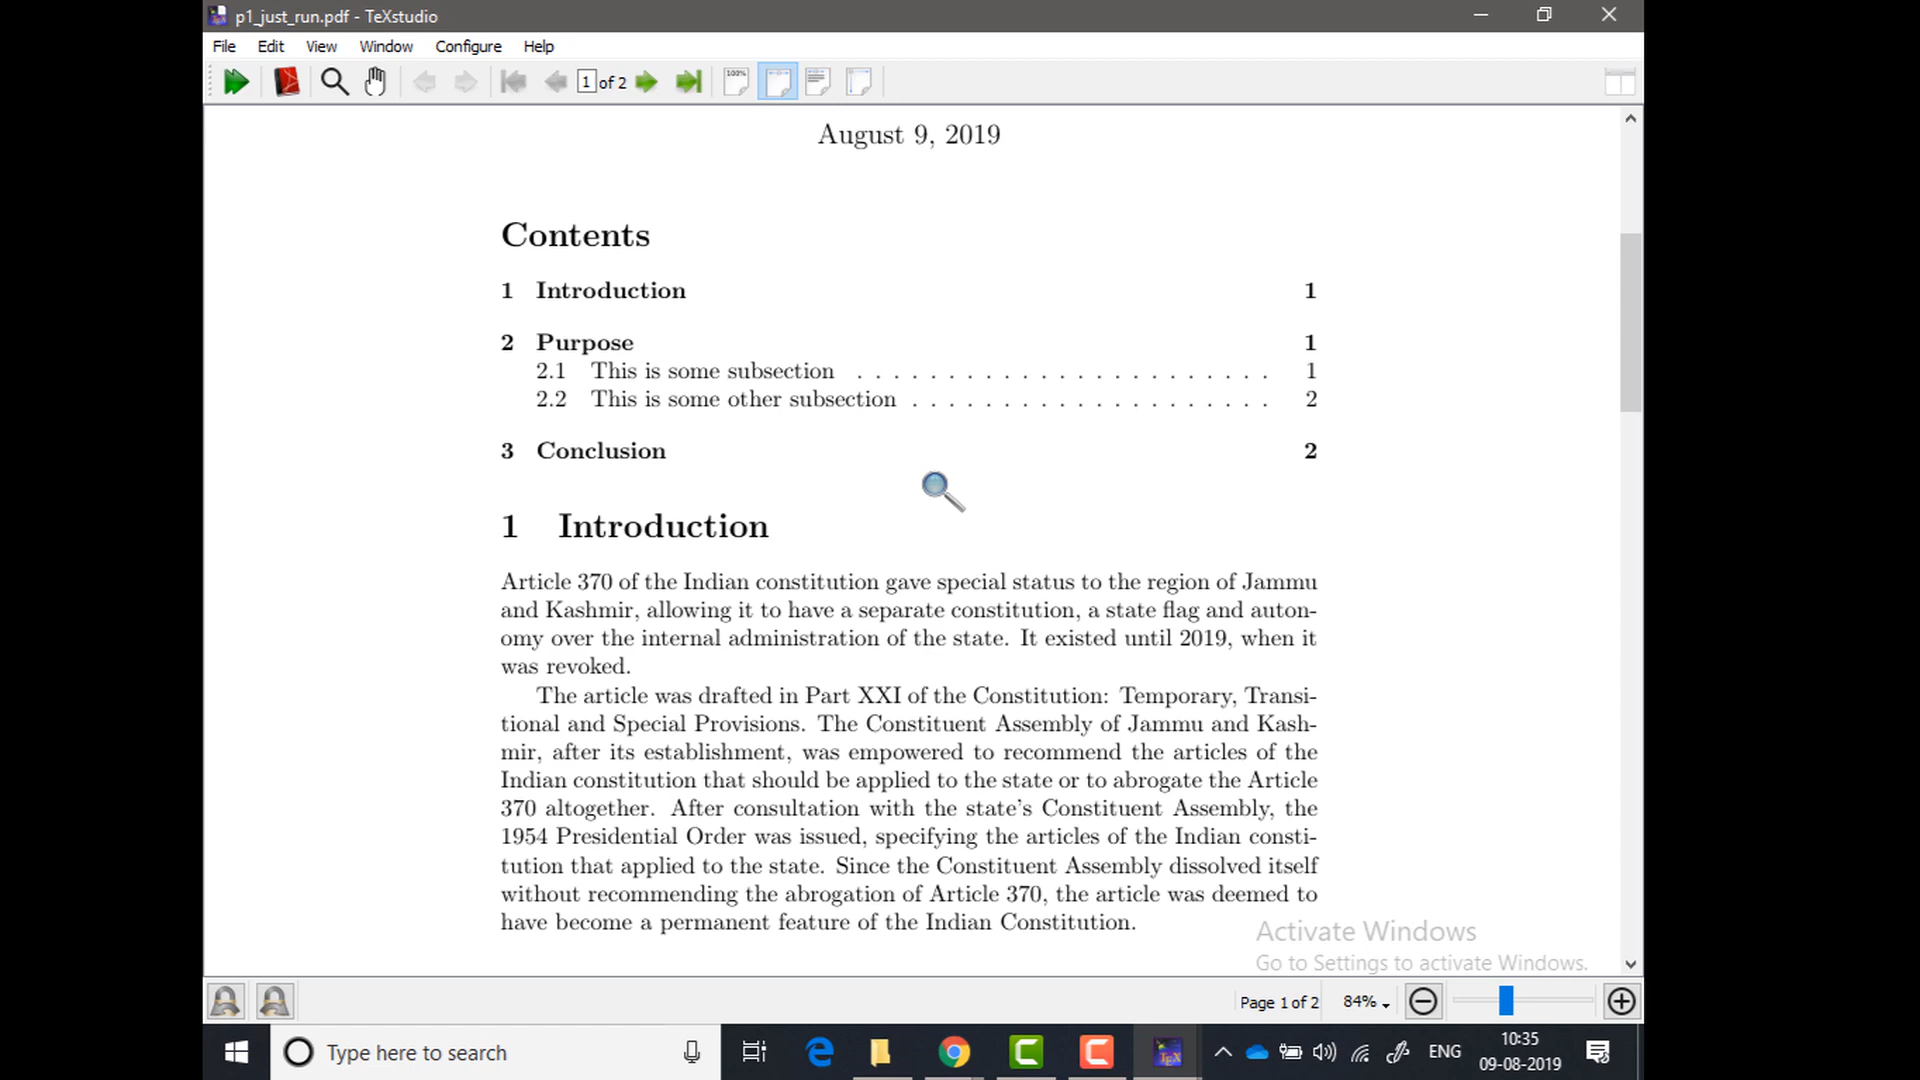 p1_just_run.pdf - TeXstudio
File Edit View Window Configure Help
100% 1 of 2
August 9, 2019
Contents
1 Introduction 1
2 Purpose 1
2.1 This is some subsection . . . . . . . . . . . . . . . . . . . . . . . 1
2.2 This is some other subsection . . . . . . . . . . . . . . . . . . . . 2
3 Conclusion 2
1 Introduction
Article 370 of the Indian constitution gave special status to the region of Jammu
and Kashmir, allowing it to have a separate constitution, a state flag and auton-
omy over the internal administration of the state. It existed until 2019, when it
was revoked.
The article was drafted in Part XXI of the Constitution: Temporary, Transi-
tional and Special Provisions. The Constituent Assembly of Jammu and Kash-
mir, after its establishment, was empowered to recommend the articles of the
Indian constitution that should be applied to the state or to abrogate the Article
370 altogether. After consultation with the state's Constituent Assembly, the
1954 Presidential Order was issued, specifying the articles of the Indian consti-
tution that applied to the state. Since the Constituent Assembly dissolved itself
without recommending the abrogation of Article 370, the article was deemed to
have become a permanent feature of the Indian Constitution.
Activate Windows
Go to Settings to activate Windows.
Page 1 of 2 84%
Type here to search
TEX
ENG
10:35
09-08-2019